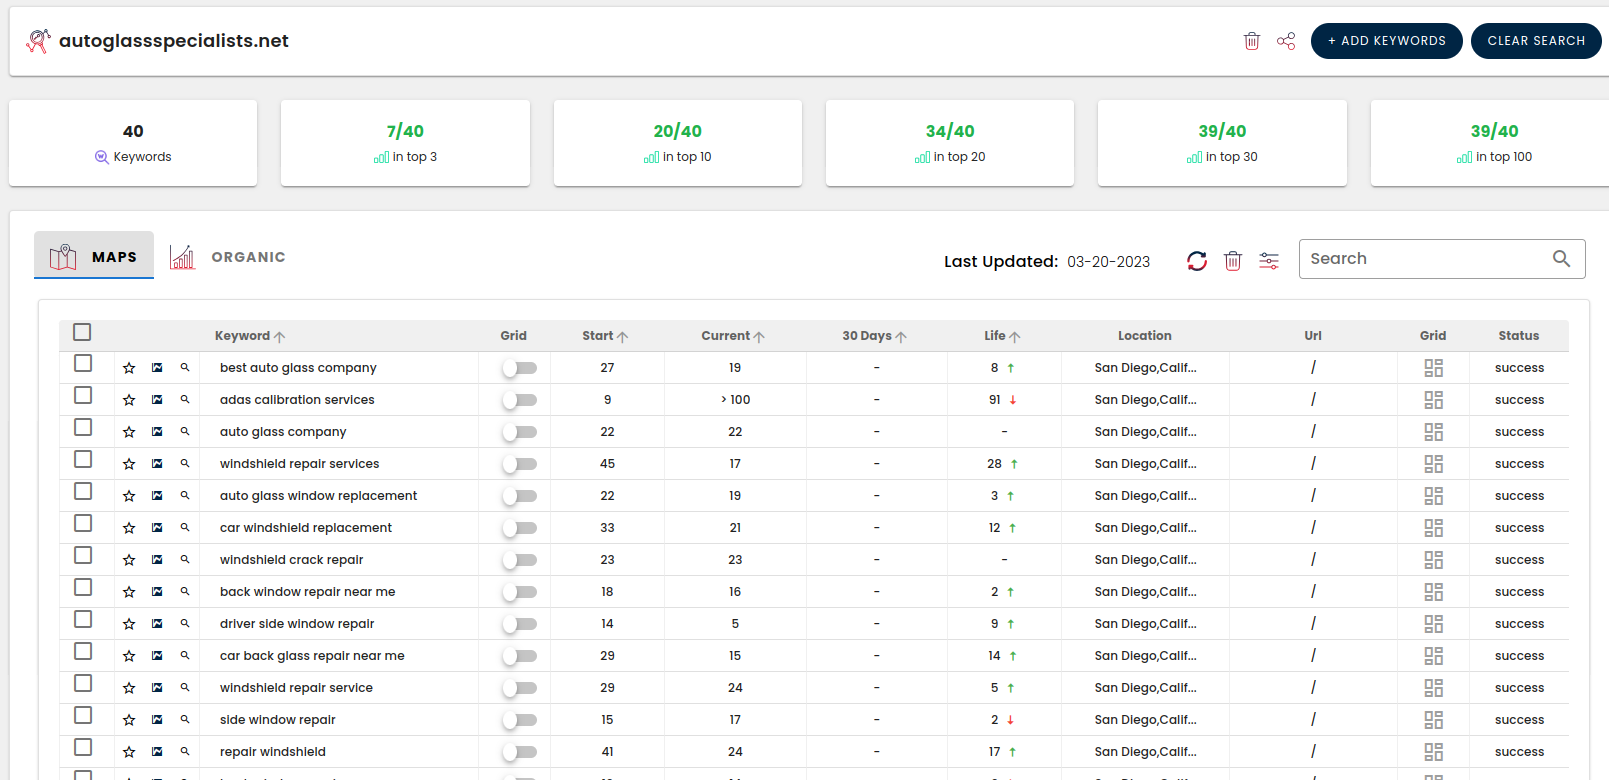 autoglassspecialists.net
+ ADD KEYWORDS
CLEAR SEARCH
40
Keywords
7/40
in top 3
20/40
in top 10
34/40
in top 20
39/40
in top 30
39/40
in top 100
MAPS
ORGANIC
Last Updated: 03-20-2023
Search
Keyword Grid Start Current 30 Days Life Location Url Grid Status
best auto glass company 27 19 - 8 San Diego,Calif... / success
adas calibration services 9 > 100 - 91 San Diego,Calif... / success
auto glass company 22 22 - - San Diego,Calif... / success
windshield repair services 45 17 - 28 San Diego,Calif... / success
auto glass window replacement 22 19 - 3 San Diego,Calif... / success
car windshield replacement 33 21 - 12 San Diego,Calif... / success
windshield crack repair 23 23 - - San Diego,Calif... / success
back window repair near me 18 16 - 2 San Diego,Calif... / success
driver side window repair 14 5 - 9 San Diego,Calif... / success
car back glass repair near me 29 15 - 14 San Diego,Calif... / success
windshield repair service 29 24 - 5 San Diego,Calif... / success
side window repair 15 17 - 2 San Diego,Calif... / success
repair windshield 41 24 - 17 San Diego,Calif... / success